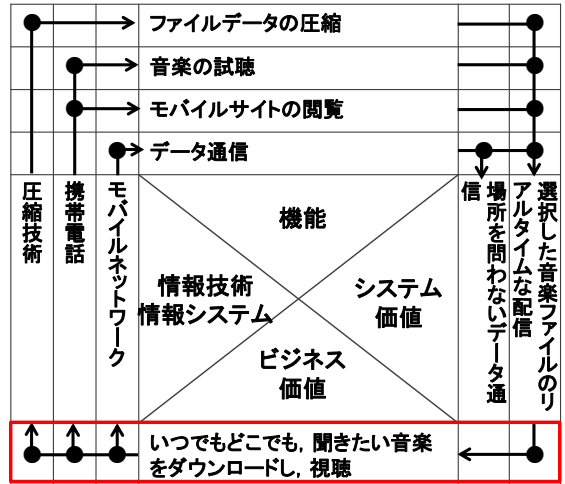 ファイルデータの圧縮
音楽の試聴
モバイルサイトの閲覧
データ通信
圧縮技術
携帯電話
モバイルネットワーク
機能
情報技術
情報システム
システム
価値
ビジネス
価値
場所を問わないデータ通
信
選択した音楽ファイルのリ
アルタイムな配信
いつでもどこでも，聞きたい音楽
をダウンロードし，視聴